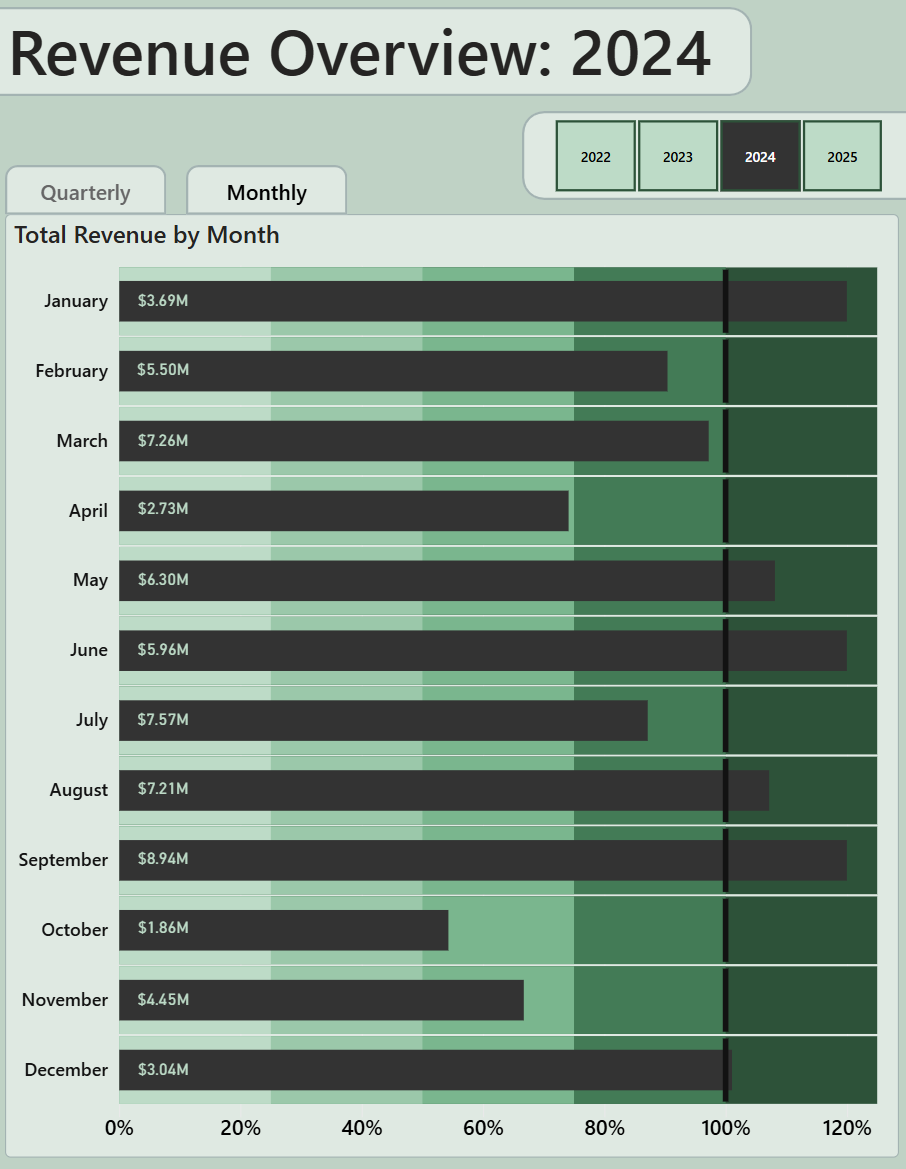 Revenue Overview: 2024
2022 2023 2024 2025
Quarterly Monthly
Total Revenue by Month
January $3.69M
February $5.50M
March $7.26M
April $2.73M
May $6.30M
June $5.96M
July $7.57M
August $7.21M
September $8.94M
October $1.86M
November $4.45M
December $3.04M
0% 20% 40% 60% 80% 100% 120%